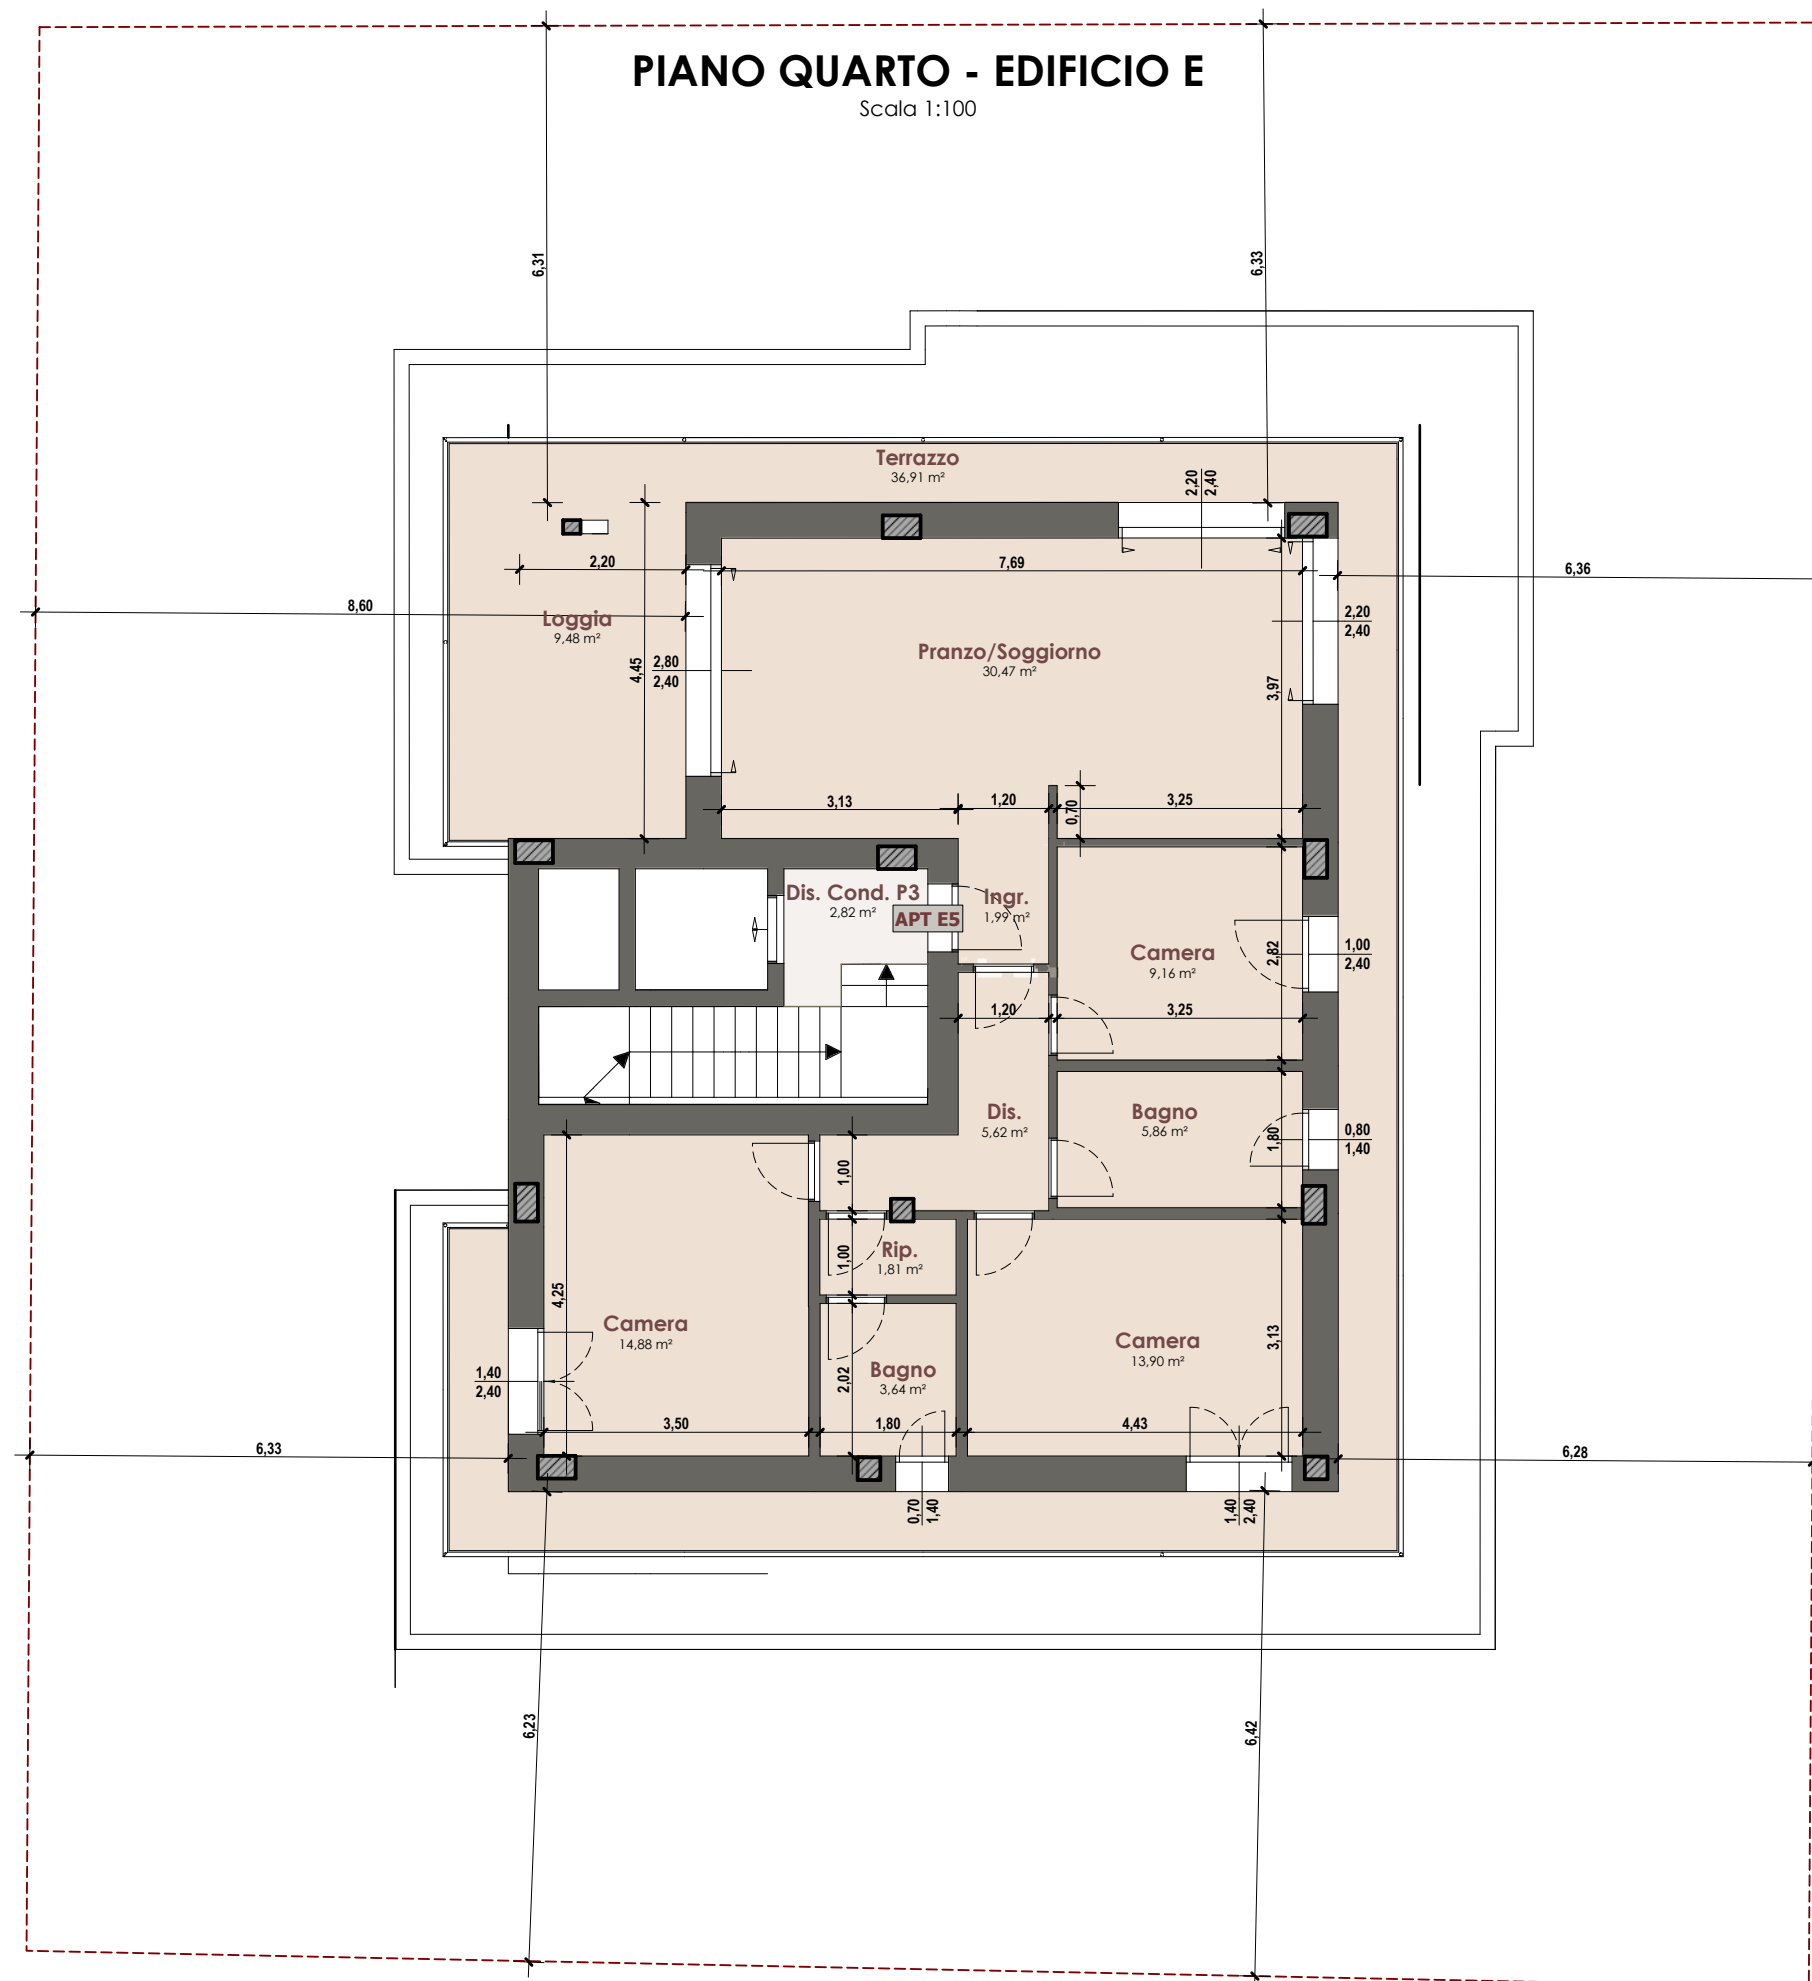 PIANO QUARTO - EDIFICIO E
Scala 1:100
6,31
6,33
Terrazzo
36,91 m²
2,20
2,40
2,20
7,69
6,36
8,60
Loggia
9,48 m²
2,20
2,40
4,45
2,80
2,40
Pranzo/Soggiorno
30,47 m²
3,97
3,13
1,20
0,70
3,25
Dis. Cond. P3
2,82 m²
APT E5
Ingr.
1,99 m²
Camera
9,16 m²
2,82
1,00
2,40
1,20
3,25
Dis.
5,62 m²
Bagno
5,86 m²
1,80
0,80
1,40
1,00
Rip.
1,81 m²
1,00
4,25
Camera
14,88 m²
Camera
13,90 m²
3,13
Bagno
3,64 m²
2,02
1,40
2,40
3,50
1,80
4,43
6,33
6,28
0,70
1,40
1,40
2,40
6,23
6,42